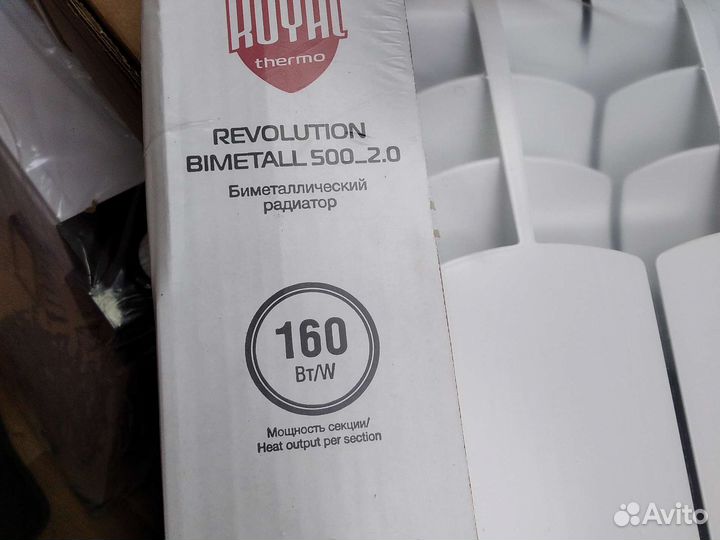 ROYAL
thermo
REVOLUTION
BIMETALL 500_2.0
Биметаллический
радиатор
160
Вт/W
Мощность секции/
Heat output per section
Avito